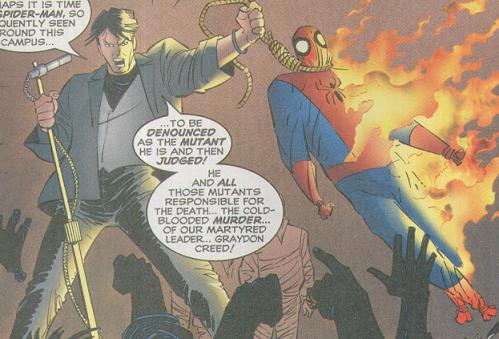 HAPS IT IS TIME
SPIDER-MAN, SO
QUENTLY SEEN
ROUND THIS
CAMPUS...
...TO BE
DENOUNCED
AS THE MUTANT
HE IS AND THEN
JUDGED!
HE
AND ALL
THOSE MUTANTS
RESPONSIBLE FOR
THE DEATH... THE COLD-
BLOODED MURDER...
OF OUR MARTYRED
LEADER... GRAYDON
CREED!